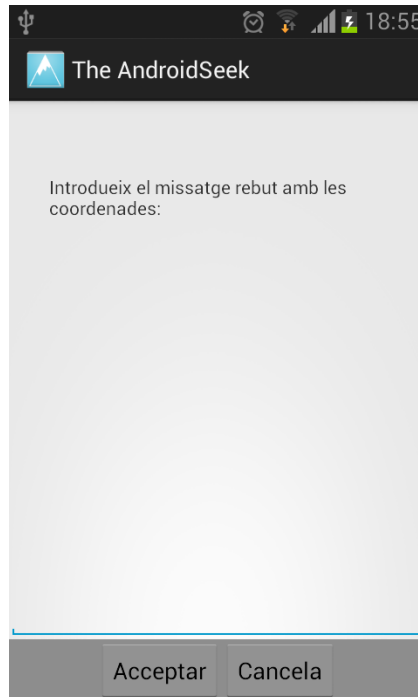 18:55
The AndroidSeek
Introdueix el missatge rebut amb les
coordenades:
Acceptar Cancela